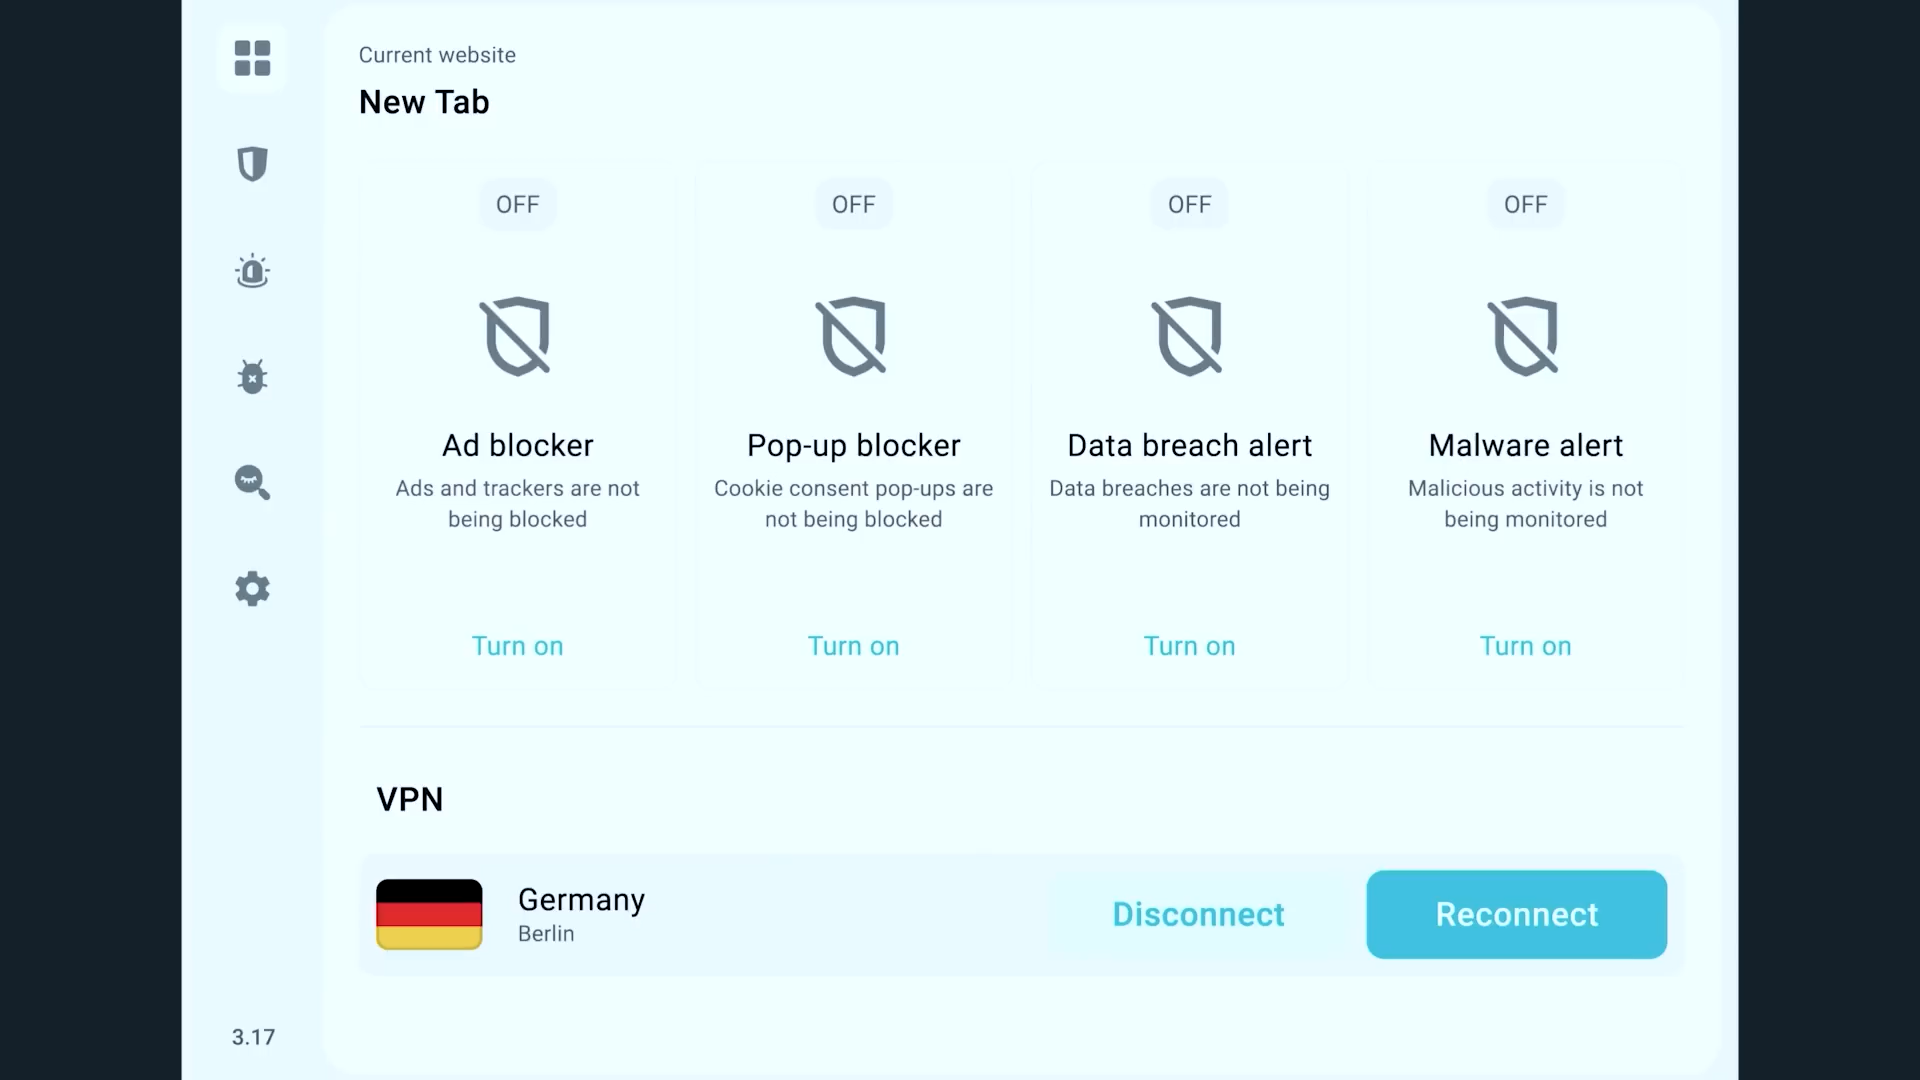 Current website
New Tab
OFF
OFF
OFF
OFF
Ad blocker
Ads and trackers are not
being blocked
Turn on
Pop-up blocker
Cookie consent pop-ups are
not being blocked
Turn on
Data breach alert
Data breaches are not being
monitored
Turn on
Malware alert
Malicious activity is not
being monitored
Turn on
VPN
Germany
Berlin
Disconnect
Reconnect
3.17